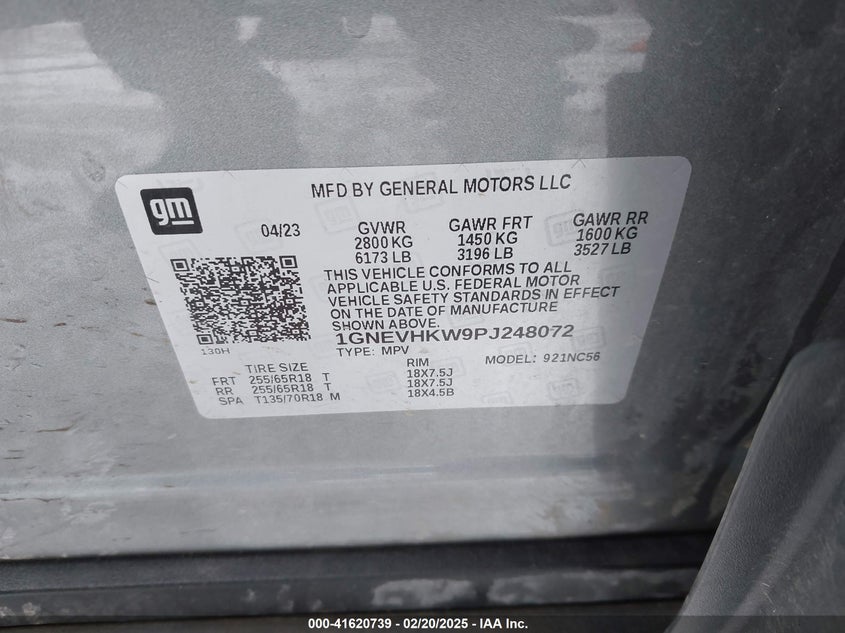 gm
MFD BY GENERAL MOTORS LLC
04/23 GVWR GAWR FRT GAWR RR
2800 KG 1450 KG 1600 KG
6173 LB 3196 LB 3527 LB
THIS VEHICLE CONFORMS TO ALL
APPLICABLE U.S. FEDERAL MOTOR
VEHICLE SAFETY STANDARDS IN EFFECT
ON THE DATE OF MANUFACTURE
SHOWN ABOVE.
1GNEVHKW9PJ248072
130H
TYPE: MPV MODEL: 921NC56
TIRE SIZE RIM
FRT 255/65R18 T 18X7.5J
RR 255/65R18 T 18X7.5J
SPA T135/70R18 M 18X4.5B
000-41620739 - 02/20/2025 - IAA Inc.